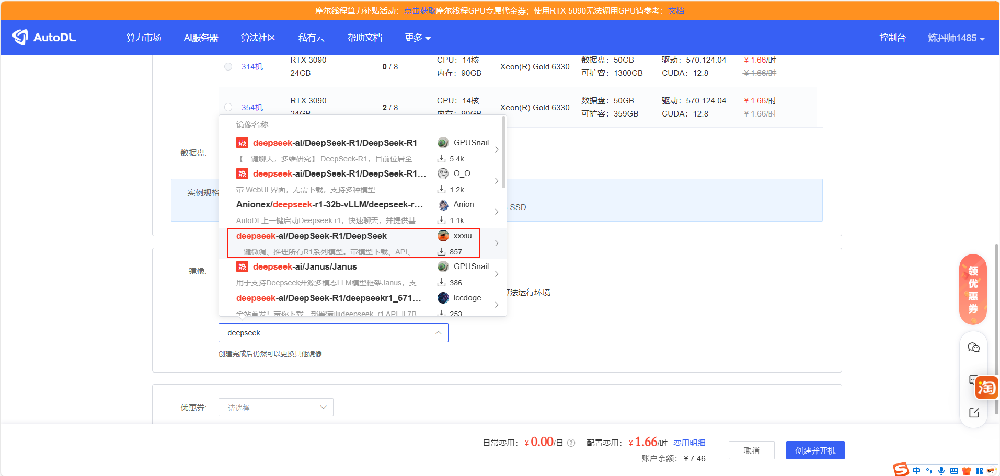 摩尔线程算力补贴活动：点击获取摩尔线程GPU专属代金券；使用RTX 5090无法调用GPU请参考：文档
AutoDL
算力市场
AI服务器
算法社区
私有云
帮助文档
更多
控制台
炼丹师1485
314机
RTX 3090
24GB
0 / 8
CPU：14核
内存：90GB
Xeon(R) Gold 6330
数据盘：50GB
可扩容：1300GB
驱动：570.124.04
CUDA：12.8
￥1.66/时
￥1.66/时
354机
RTX 3090
24GB
2 / 8
CPU：14核
内存：90GB
Xeon(R) Gold 6330
数据盘：50GB
可扩容：359GB
驱动：570.124.04
CUDA：12.8
￥1.66/时
￥1.66/时
数据盘:
实例规格
SSD
镜像名称
热 deepseek-ai/DeepSeek-R1/DeepSeek-R1
GPUSnail
【一键聊天，多维研究】 DeepSeek-R1，目前位居全...
5.4k
热 deepseek-ai/DeepSeek-R1/DeepSeek-R1...
O_O
带 WebUI 界面，无需下载，支持多种模型
1.2k
Anionex/deepseek-r1-32b-vLLM/deepseek-r...
Anion
AutoDL上一键启动Deepseek r1，快速聊天，并提供基...
1.1k
deepseek-ai/DeepSeek-R1/DeepSeek
xxxiu
一键微调、推理所有R1系列模型。带模型下载、API、...
857
热 deepseek-ai/Janus/Janus
GPUSnail
用于支持Deepseek开源多模态LLM模型框架Janus，支...
386
deepseek-ai/DeepSeek-R1/deepseekr1_671...
lccdoge
全站首发！带你下载、部署满血deepseek_r1 API,非7B
253
镜像:
算法运行环境
deepseek
创建完成后仍然可以更换其他镜像
优惠券:
请选择
领优惠券
淘
日常费用：￥0.00/日
配置费用：￥1.66/时 费用明细
账户余额：￥7.46
取消
创建并开机
S 中